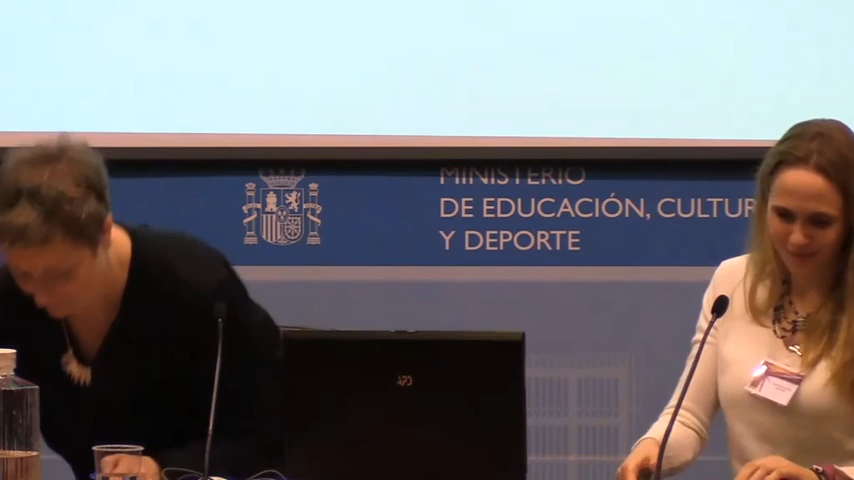 MINISTERIO
DE EDUCACIÓN, CULTUR
Y DEPORTE